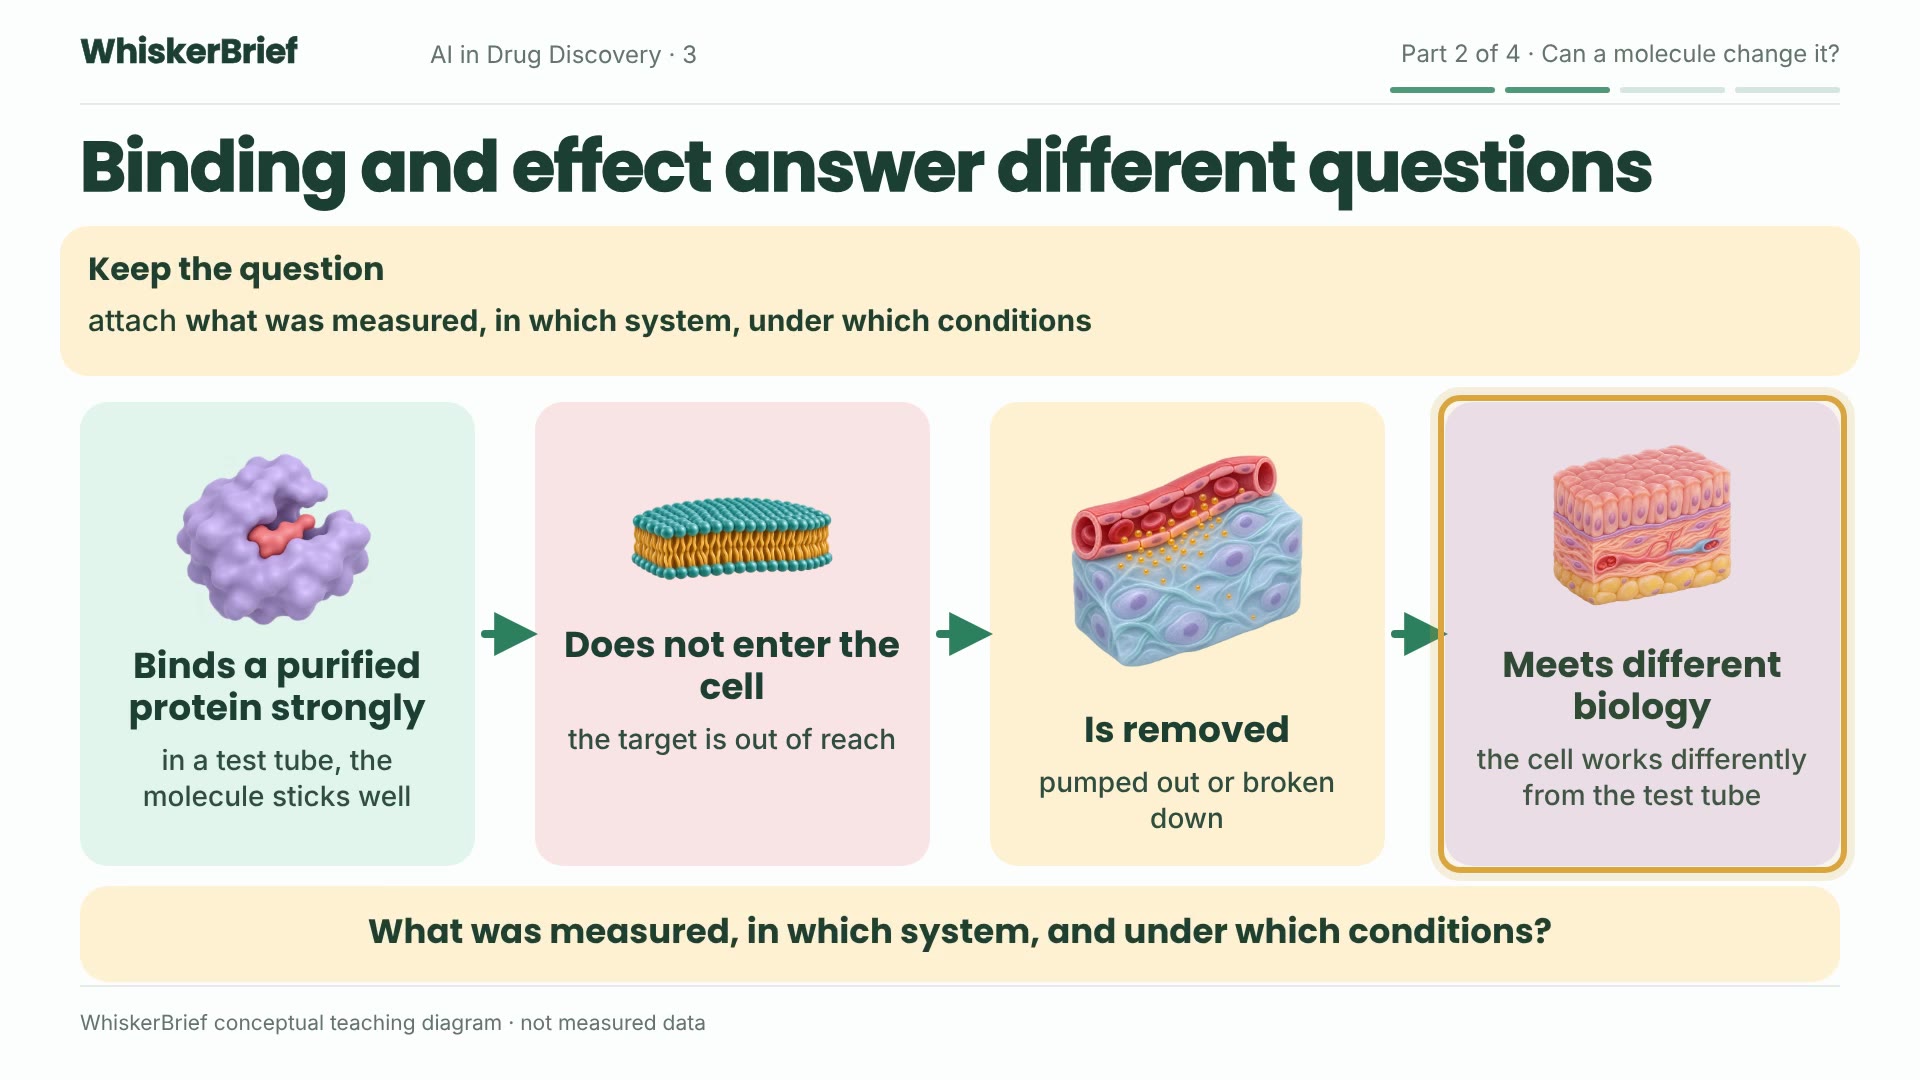 WhiskerBrief
AI in Drug Discovery · 3
Part 2 of 4 · Can a molecule change it?
Binding and effect answer different questions
Keep the question
attach what was measured, in which system, under which conditions
Binds a purified
protein strongly
in a test tube, the
molecule sticks well
Does not enter the
cell
the target is out of reach
Is removed
pumped out or broken
down
Meets different
biology
the cell works differently
from the test tube
What was measured, in which system, and under which conditions?
WhiskerBrief conceptual teaching diagram · not measured data